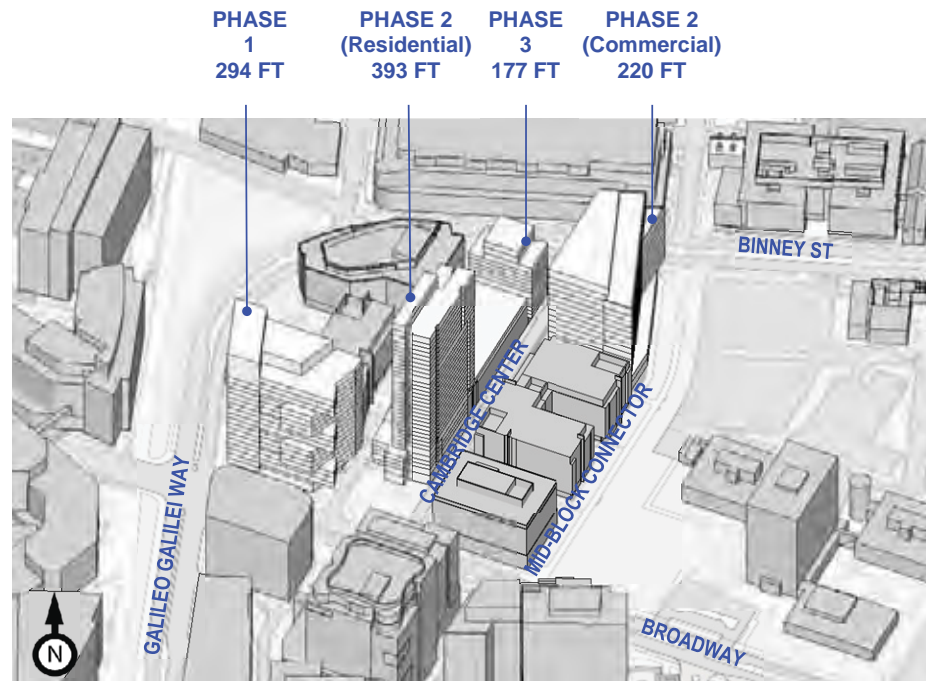 PHASE
1
294 FT
PHASE 2
(Residential)
393 FT
PHASE
3
177 FT
PHASE 2
(Commercial)
220 FT
BINNEY ST
CAMBRIDGE CENTER
MID-BLOCK CONNECTOR
GALILEO GALILEI WAY
BROADWAY
N